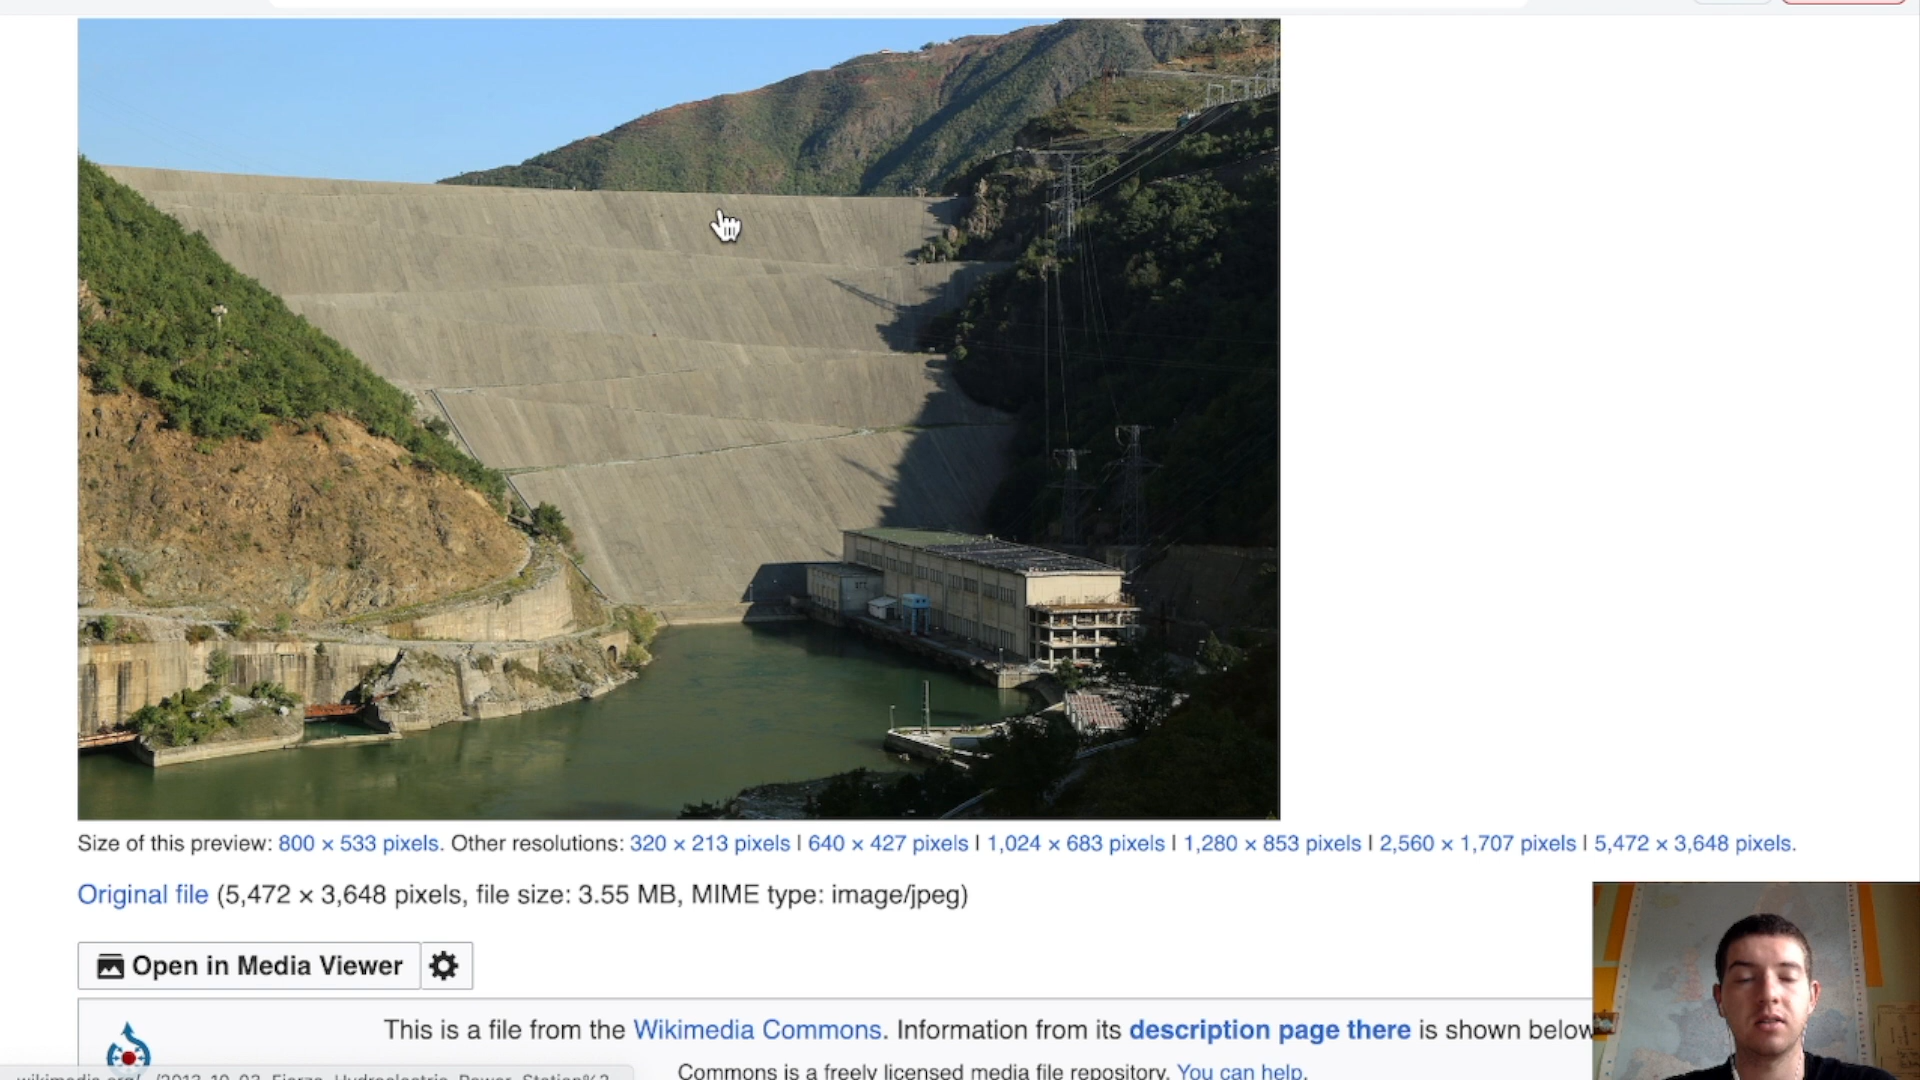 Size of this preview: 800 × 533 pixels. Other resolutions: 320 × 213 pixels | 640 × 427 pixels | 1,024 × 683 pixels | 1,280 × 853 pixels | 2,560 × 1,707 pixels | 5,472 × 3,648 pixels.
Original file (5,472 × 3,648 pixels, file size: 3.55 MB, MIME type: image/jpeg)
Open in Media Viewer
This is a file from the Wikimedia Commons. Information from its description page there is shown below
Commons is a freely licensed media file repository. You can help.